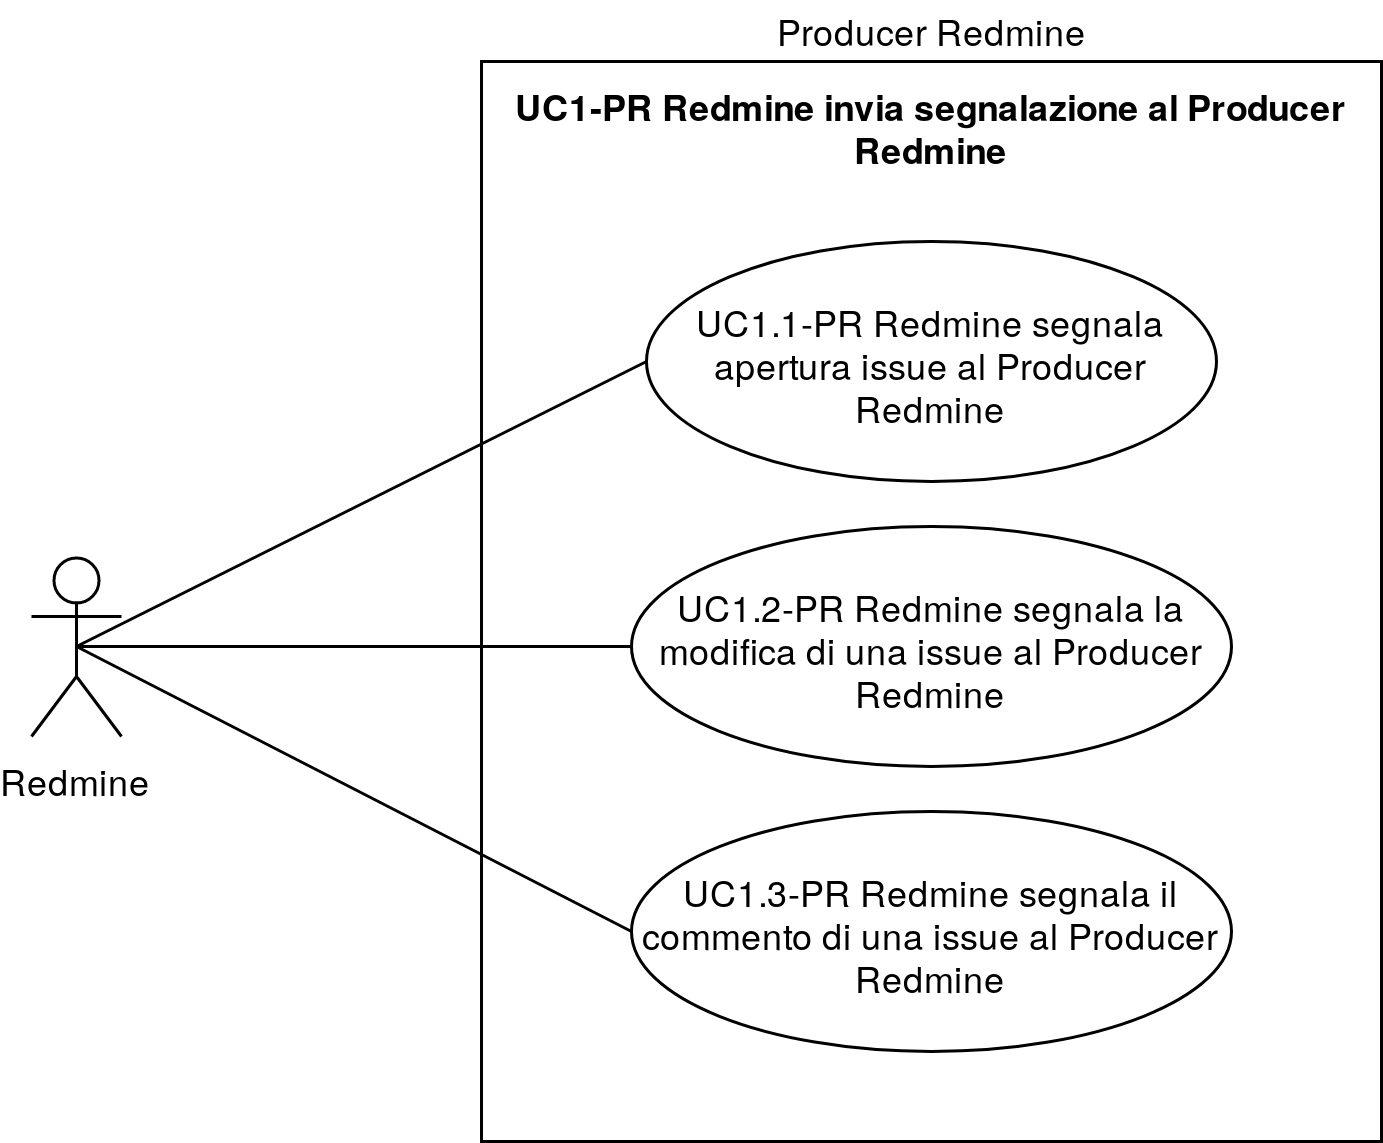 Producer Redmine
UC1-PR Redmine invia segnalazione al Producer
Redmine
UC1.1-PR Redmine segnala
apertura issue al Producer
Redmine
UC1.2-PR Redmine segnala la
modifica di una issue al Producer
Redmine
Redmine
UC1.3-PR Redmine segnala il
commento di una issue al Producer
Redmine